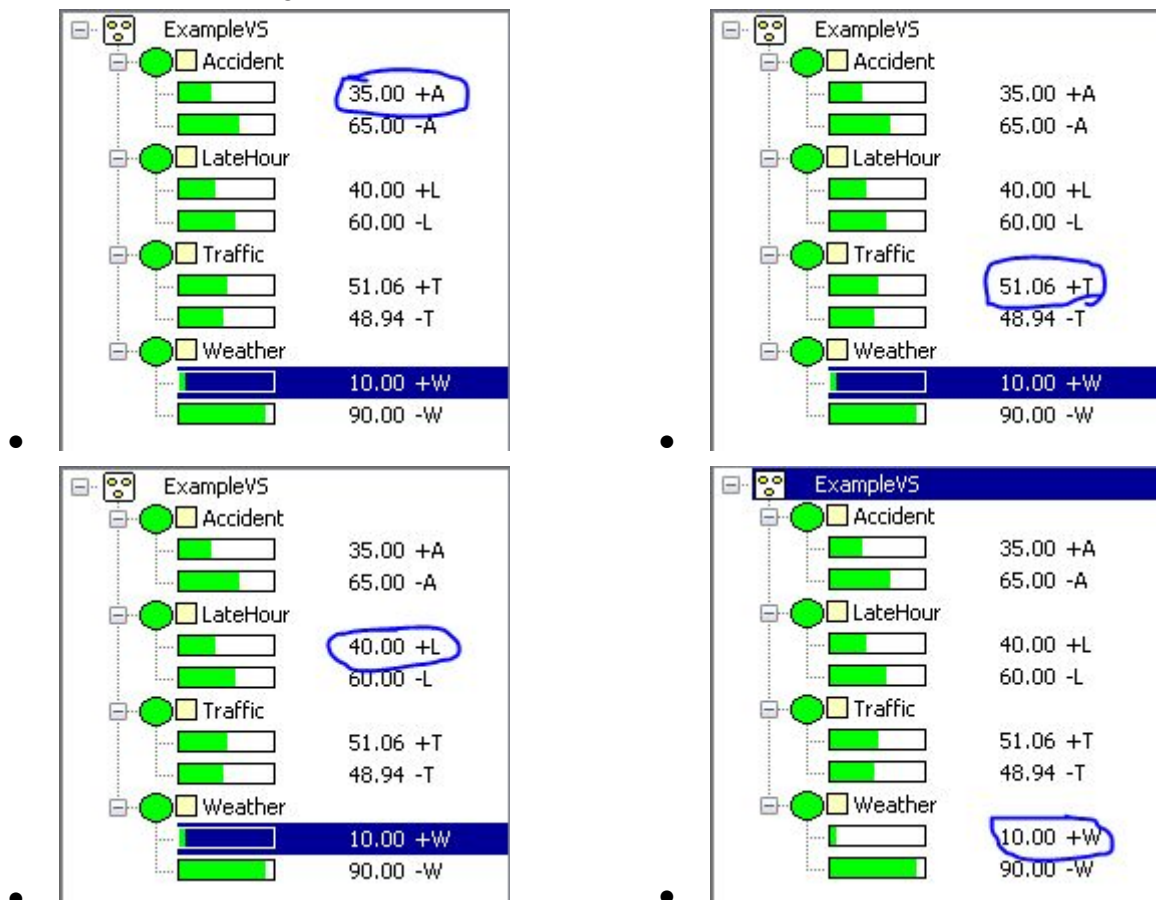 ExampleVS
Accident
35.00 +A
65.00 -A
LateHour
40.00 +L
60.00 -L
Traffic
51.06 +T
48.94 -T
Weather
10.00 +W
90.00 -W
ExampleVS
Accident
35.00 +A
65.00 -A
LateHour
40.00 +L
60.00 -L
Traffic
51.06 +T
48.94 -T
Weather
10.00 +W
90.00 -W
ExampleVS
Accident
35.00 +A
65.00 -A
LateHour
40.00 +L
60.00 -L
Traffic
51.06 +T
48.94 -T
Weather
10.00 +W
90.00 -W
ExampleVS
Accident
35.00 +A
65.00 -A
LateHour
40.00 +L
60.00 -L
Traffic
51.06 +T
48.94 -T
Weather
10.00 +W
90.00 -W